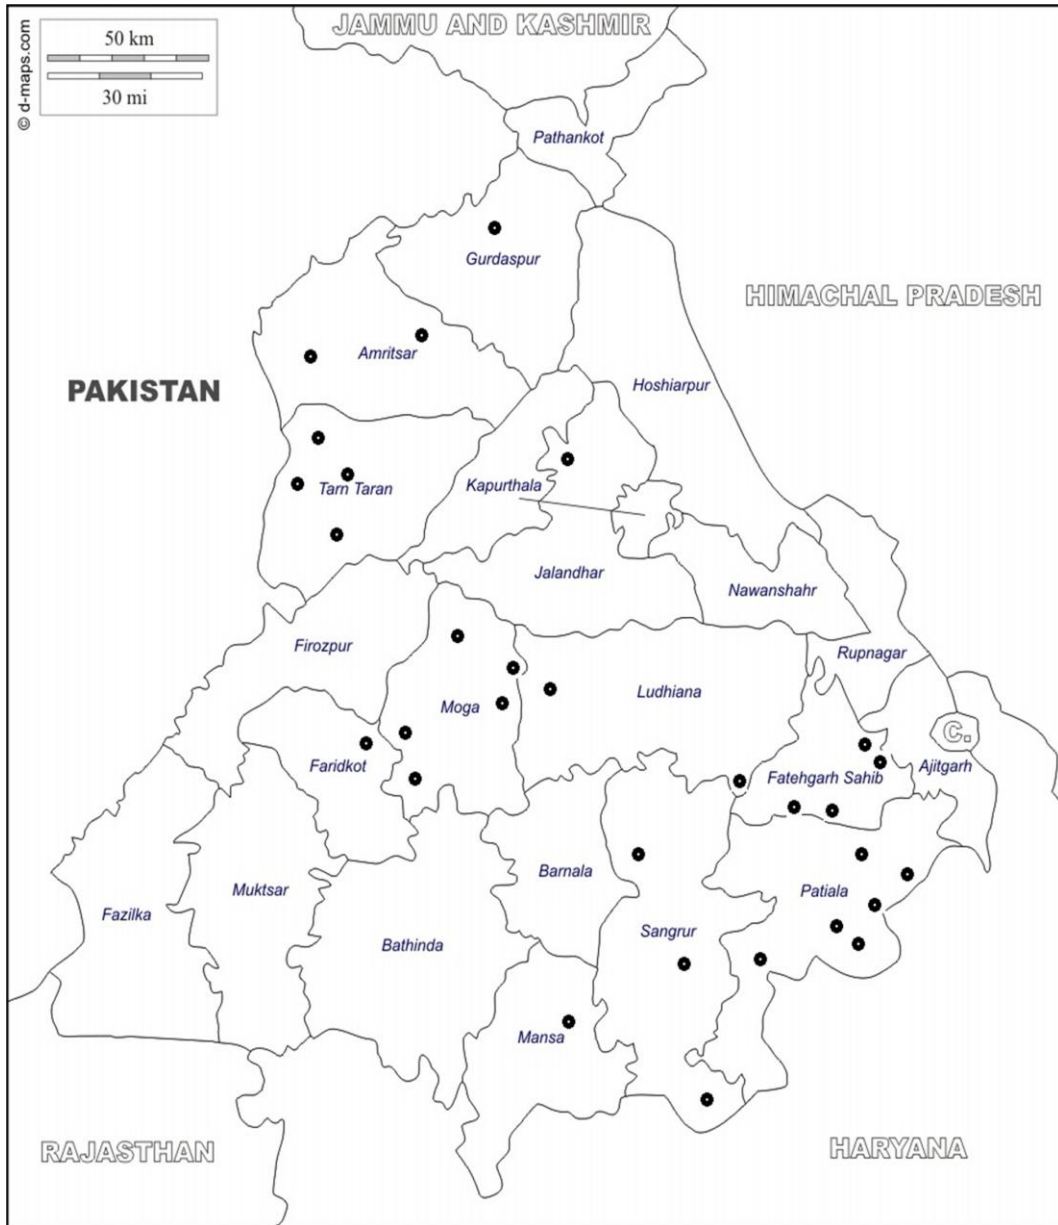 JAMMU AND KASHMIR
50 km
30 mi
© d-maps.com
Pathankot
Gurdaspur
HIMACHAL PRADESH
Amritsar
PAKISTAN
Hoshiarpur
Tarn Taran
Kapurthala
Jalandhar
Nawanshahr
Firozpur
Rupnagar
Ludhiana
Moga
C.
Faridkot
Fatehgarh Sahib
Ajitgarh
Barnala
Muktsar
Patiala
Fazilka
Sangrur
Bathinda
Mansa
RAJASTHAN
HARYANA